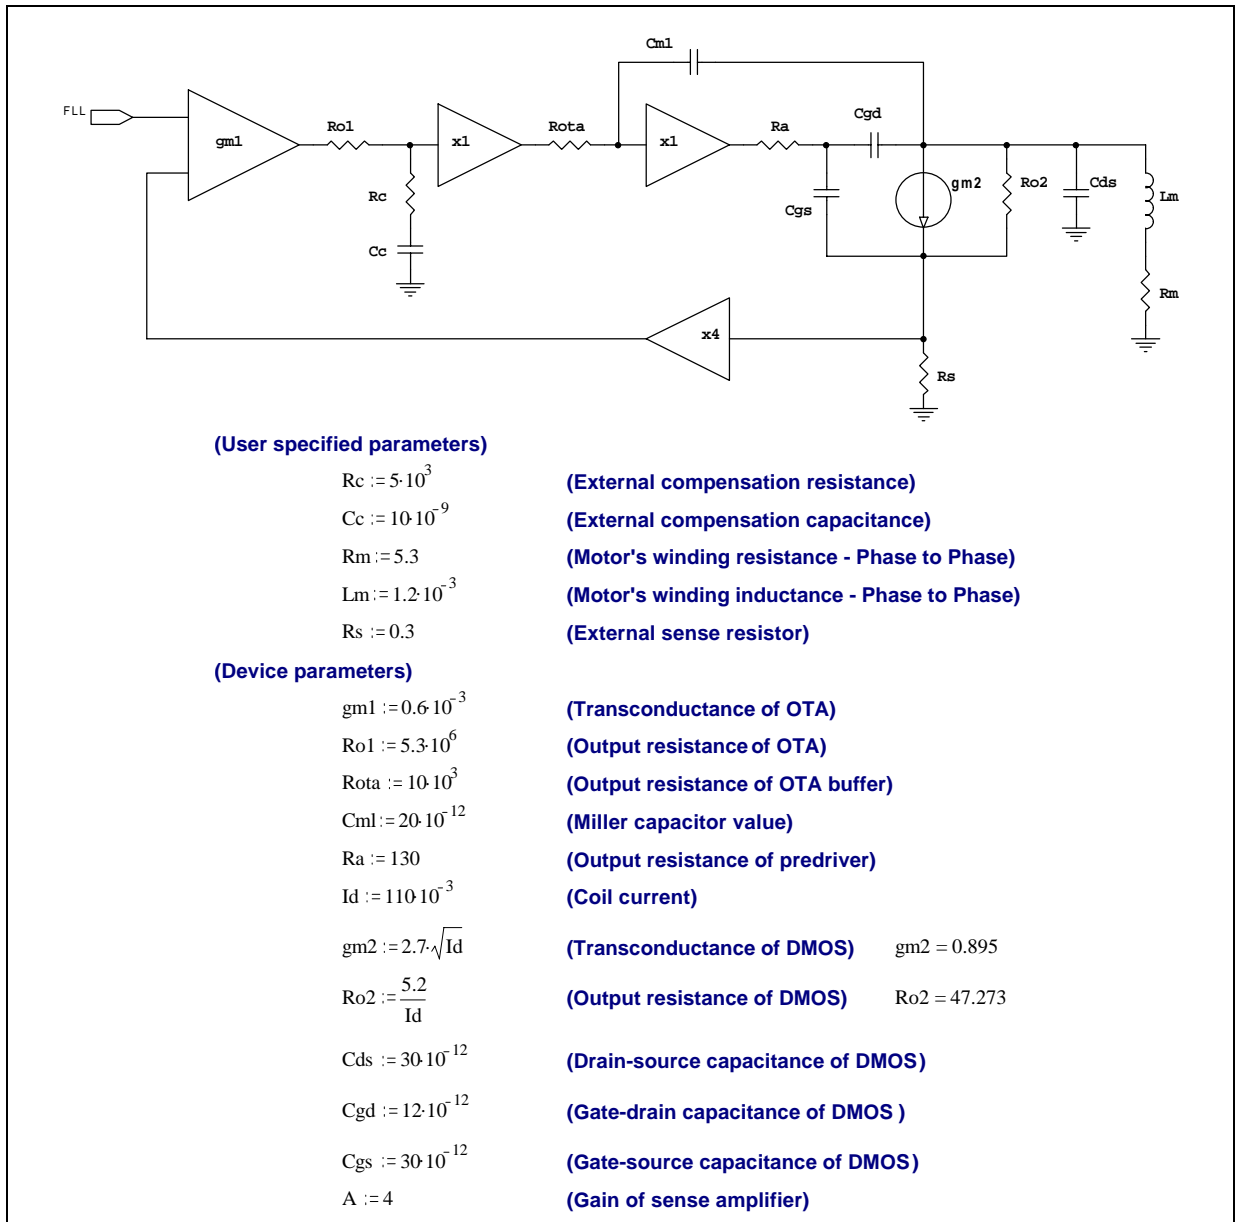 Cm1
FLL
gm1
Ro1
x1
Rota
x1
Ra
Cgd
Rc
Cgs
gm2
Ro2
Cds
Lm
Cc
Rm
x4
Rs
(User specified parameters)
Rc := 5·10^3 (External compensation resistance)
Cc := 10·10^-9 (External compensation capacitance)
Rm := 5.3 (Motor's winding resistance - Phase to Phase)
Lm := 1.2·10^-3 (Motor's winding inductance - Phase to Phase)
Rs := 0.3 (External sense resistor)
(Device parameters)
gm1 := 0.6·10^-3 (Transconductance of OTA)
Ro1 := 5.3·10^6 (Output resistance of OTA)
Rota := 10·10^3 (Output resistance of OTA buffer)
Cml := 20·10^-12 (Miller capacitor value)
Ra := 130 (Output resistance of predriver)
Id := 110·10^-3 (Coil current)
gm2 := 2.7·√Id (Transconductance of DMOS) gm2 = 0.895
Ro2 := 5.2/Id (Output resistance of DMOS) Ro2 = 47.273
Cds := 30·10^-12 (Drain-source capacitance of DMOS)
Cgd := 12·10^-12 (Gate-drain capacitance of DMOS )
Cgs := 30·10^-12 (Gate-source capacitance of DMOS)
A := 4 (Gain of sense amplifier)